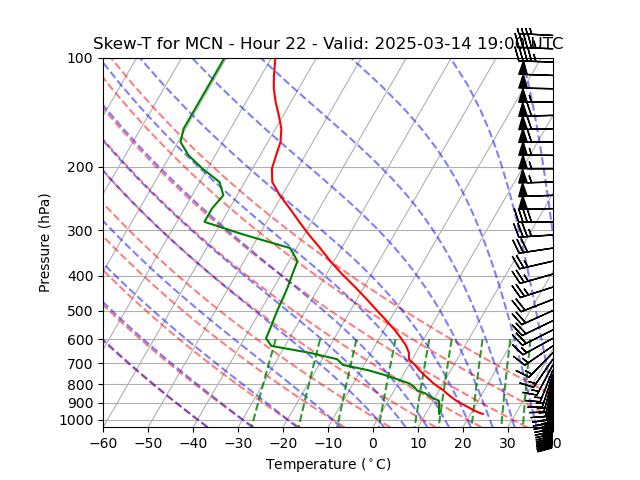 Skew-T for MCN - Hour 22 - Valid: 2025-03-14 19:00 UTC
100
200
300
400
500
600
700
800
900
1000
Pressure (hPa)
−60 −50 −40 −30 −20 −10 0 10 20 30 40
Temperature (°C)